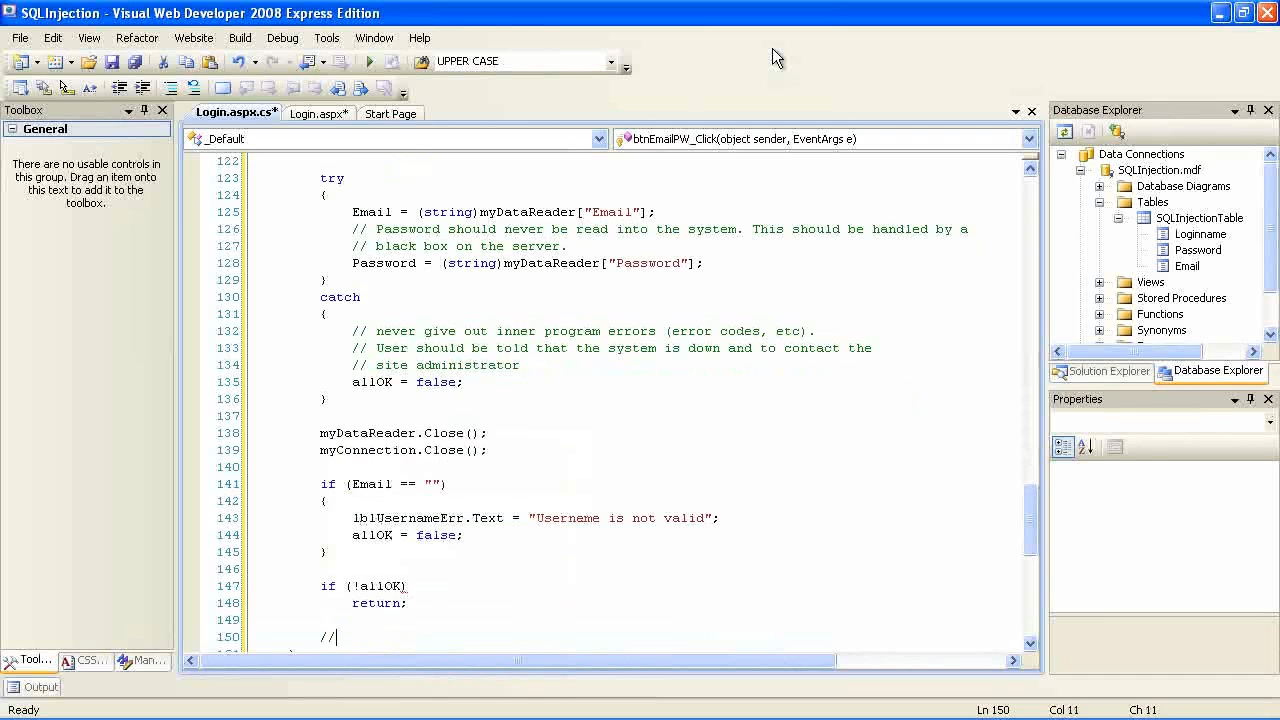 SQLInjection - Visual Web Developer 2008 Express Edition
File Edit View Refactor Website Build Debug Tools Window Help
UPPER CASE
Toolbox
General
There are no usable controls in
this group. Drag an item onto
this text to add it to the
toolbox.
Tool... CSS... Man...
Output
Login.aspx.cs* Login.aspx* Start Page
_Default btnEmailPW_Click(object sender, EventArgs e)
122
123 try
124 {
125 Email = (string)myDataReader["Email"];
126 // Password should never be read into the system. This should be handled by a
127 // black box on the server.
128 Password = (string)myDataReader["Password"];
129 }
130 catch
131 {
132 // never give out inner program errors (error codes, etc).
133 // User should be told that the system is down and to contact the
134 // site administrator
135 allOK = false;
136 }
137
138 myDataReader.Close();
139 myConnection.Close();
140
141 if (Email == "")
142 {
143 lblUsernameErr.Text = "Username is not valid";
144 allOK = false;
145 }
146
147 if (!allOK)
148 return;
149
150 //
Database Explorer
Data Connections
SQLInjection.mdf
Database Diagrams
Tables
SQLInjectionTable
Loginname
Password
Email
Views
Stored Procedures
Functions
Synonyms
Solution Explorer Database Explorer
Properties
Ready Ln 150 Col 11 Ch 11